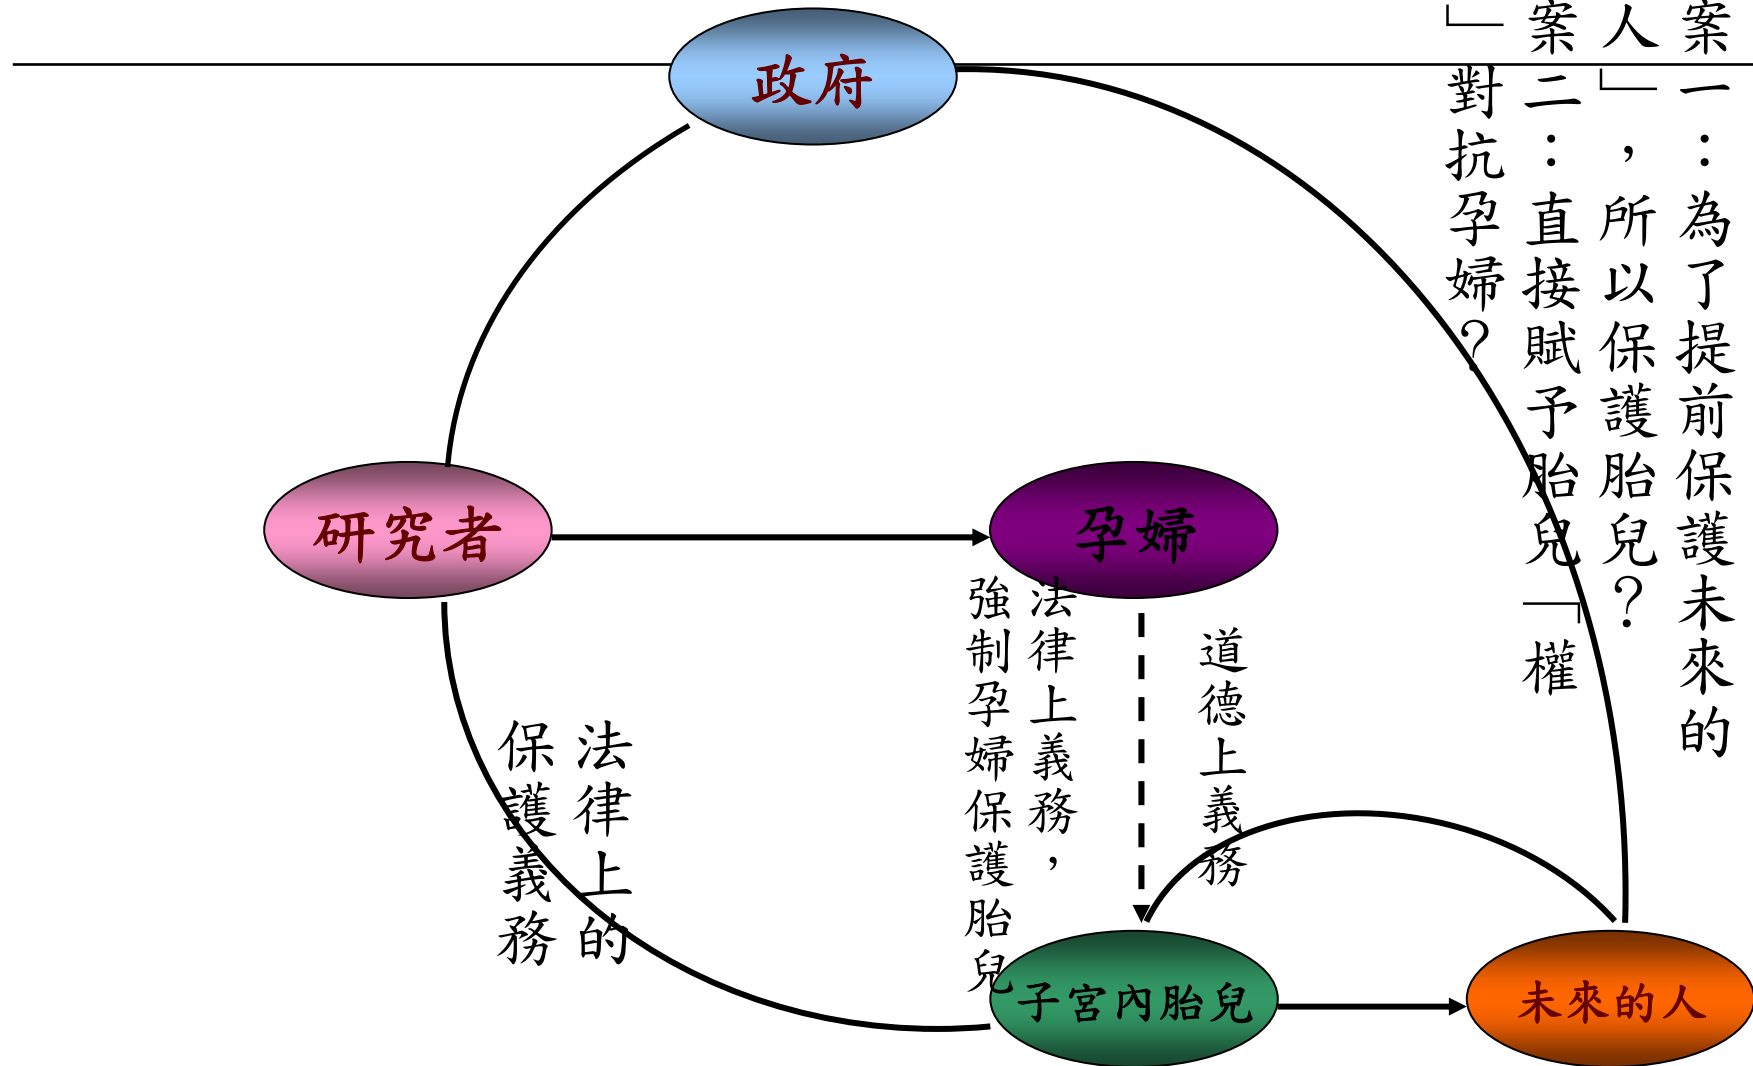 政府
案一：為了提前保護未來的
人」，所以保護胎兒？
案二：直接賦予胎兒「權
」對抗孕婦？
研究者
孕婦
法律上義務，
強制孕婦保護胎兒
道德上義務
法律上的
保護義務
子宮內胎兒
未來的人